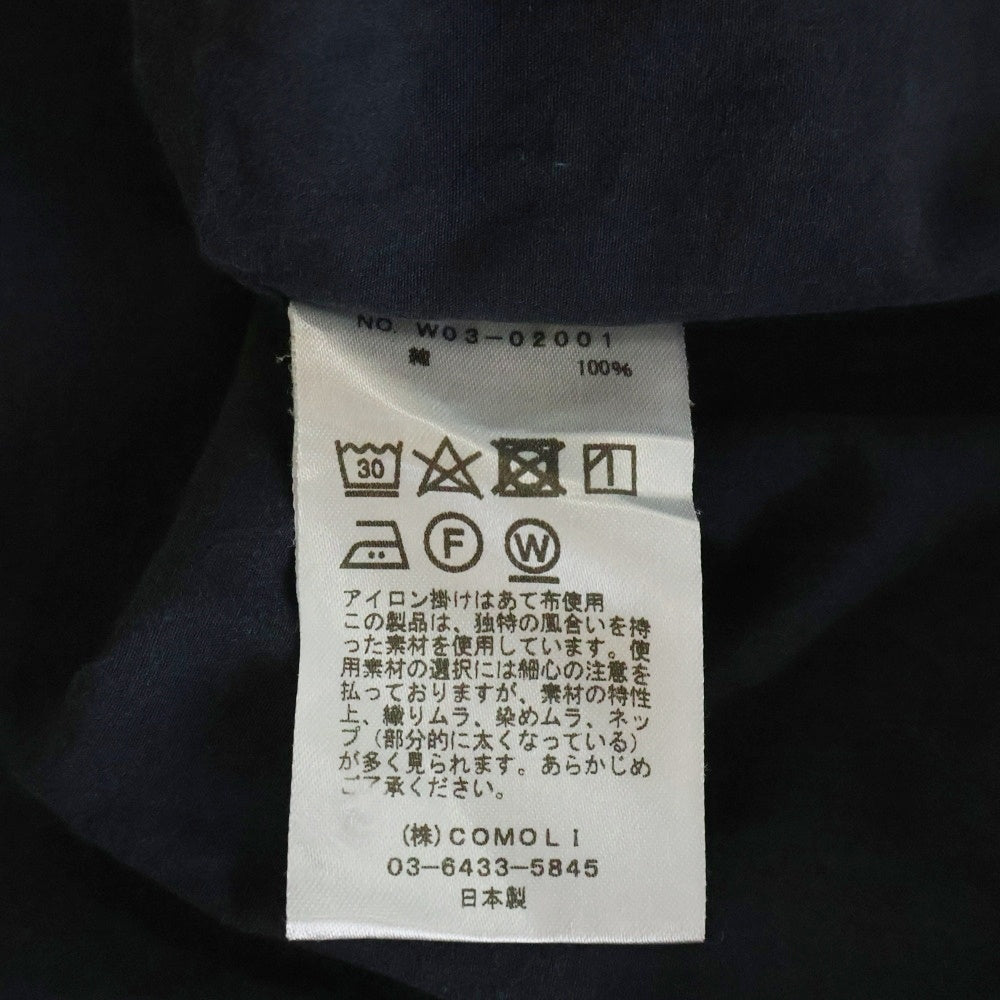 NO. W03-02001
綿 100%
30
F W
アイロン掛けはあて布使用
この製品は、独特の風合いを持
った素材を使用しています。使
用素材の選択には細心の注意を
払っておりますが、素材の特性
上、織りムラ、染めムラ、ネッ
プ（部分的に太くなっている）
が多く見られます。あらかじめ
ご了承ください。
(株)COMOLI
03-6433-5845
日本製